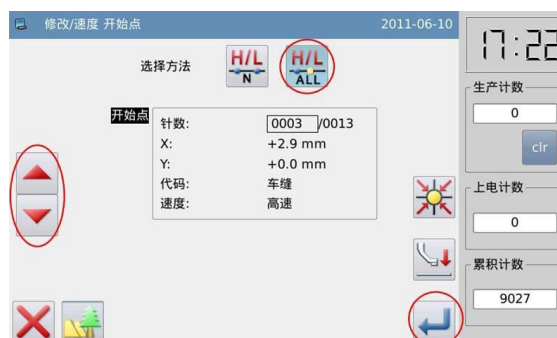 修改/速度 开始点
2011-06-10
17:22
选择方法
H/L
N
H/L
ALL
开始点
针数: 0003 /0013
X: +2.9 mm
Y: +0.0 mm
代码: 车缝
速度: 高速
生产计数
0
clr
上电计数
0
累积计数
9027